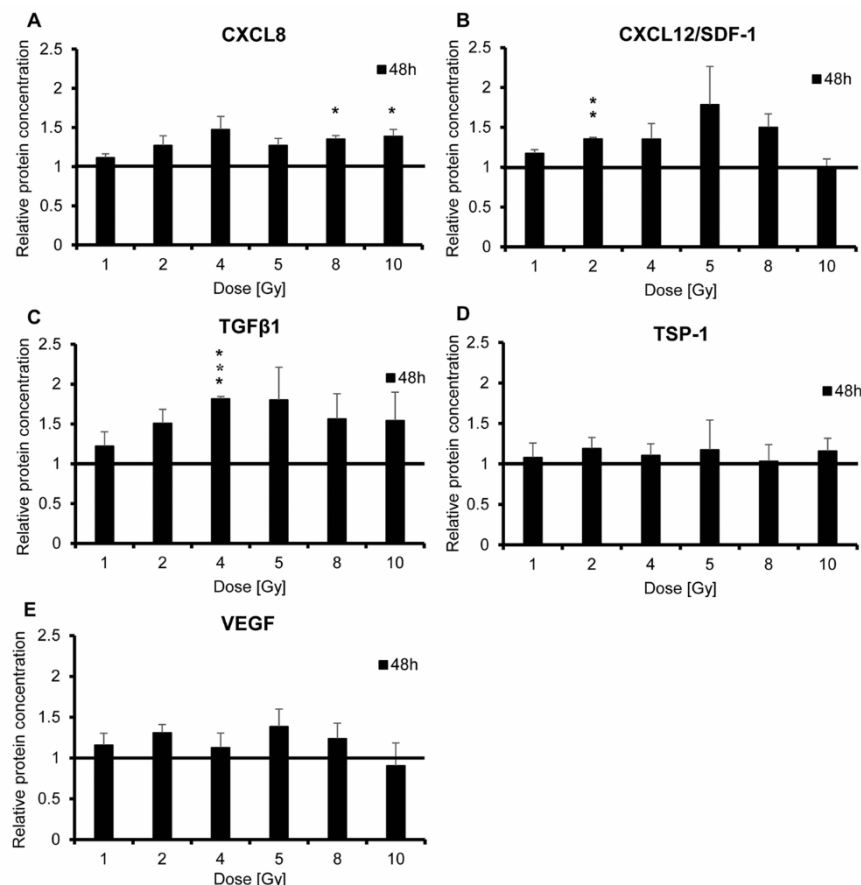 A
CXCL8
Relative protein concentration
2.5
2
1.5
1
0.5
0
48h
*
*
1 2 4 5 8 10
Dose [Gy]
B
CXCL12/SDF-1
Relative protein concentration
2.5
2
1.5
1
0.5
0
48h
*
*
1 2 4 5 8 10
Dose [Gy]
C
TGFβ1
Relative protein concentration
2.5
2
1.5
1
0.5
0
48h
*
*
*
1 2 4 5 8 10
Dose [Gy]
D
TSP-1
Relative protein concentration
2.5
2
1.5
1
0.5
0
48h
1 2 4 5 8 10
Dose [Gy]
E
VEGF
Relative protein concentration
2.5
2
1.5
1
0.5
0
48h
1 2 4 5 8 10
Dose [Gy]